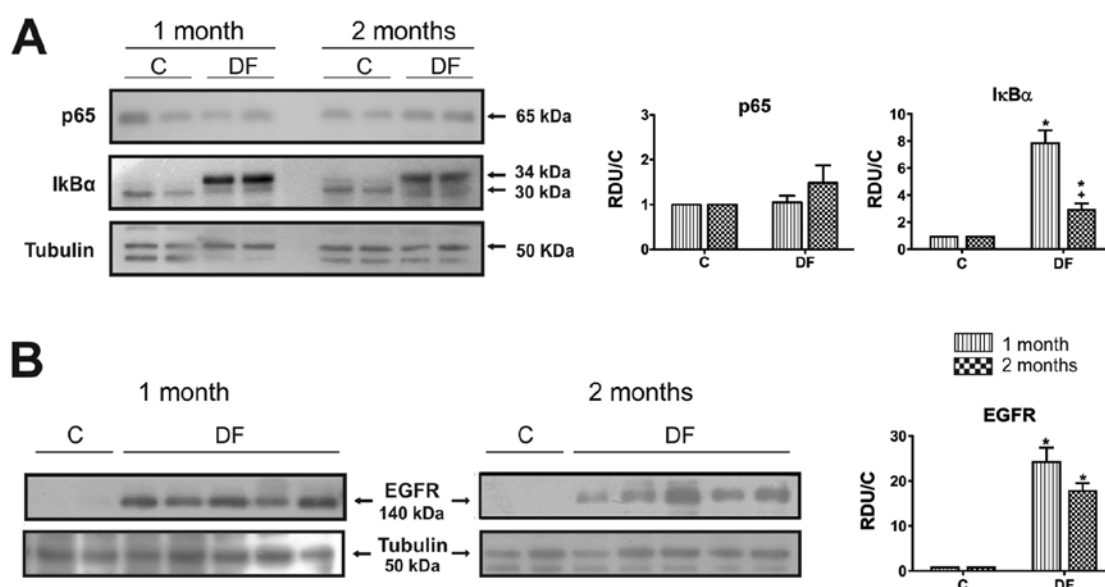 A
1 month
2 months
C
DF
C
DF
p65
65 kDa
IkBα
34 kDa
30 kDa
Tubulin
50 KDa
p65
RDU/C
3
2
1
0
C
DF
IκBα
RDU/C
10
8
6
4
2
0
*
*
+
C
DF
1 month
2 months
B
1 month
2 months
C
DF
C
DF
EGFR
140 kDa
Tubulin
50 kDa
EGFR
RDU/C
30
20
10
0
*
*
C
DF